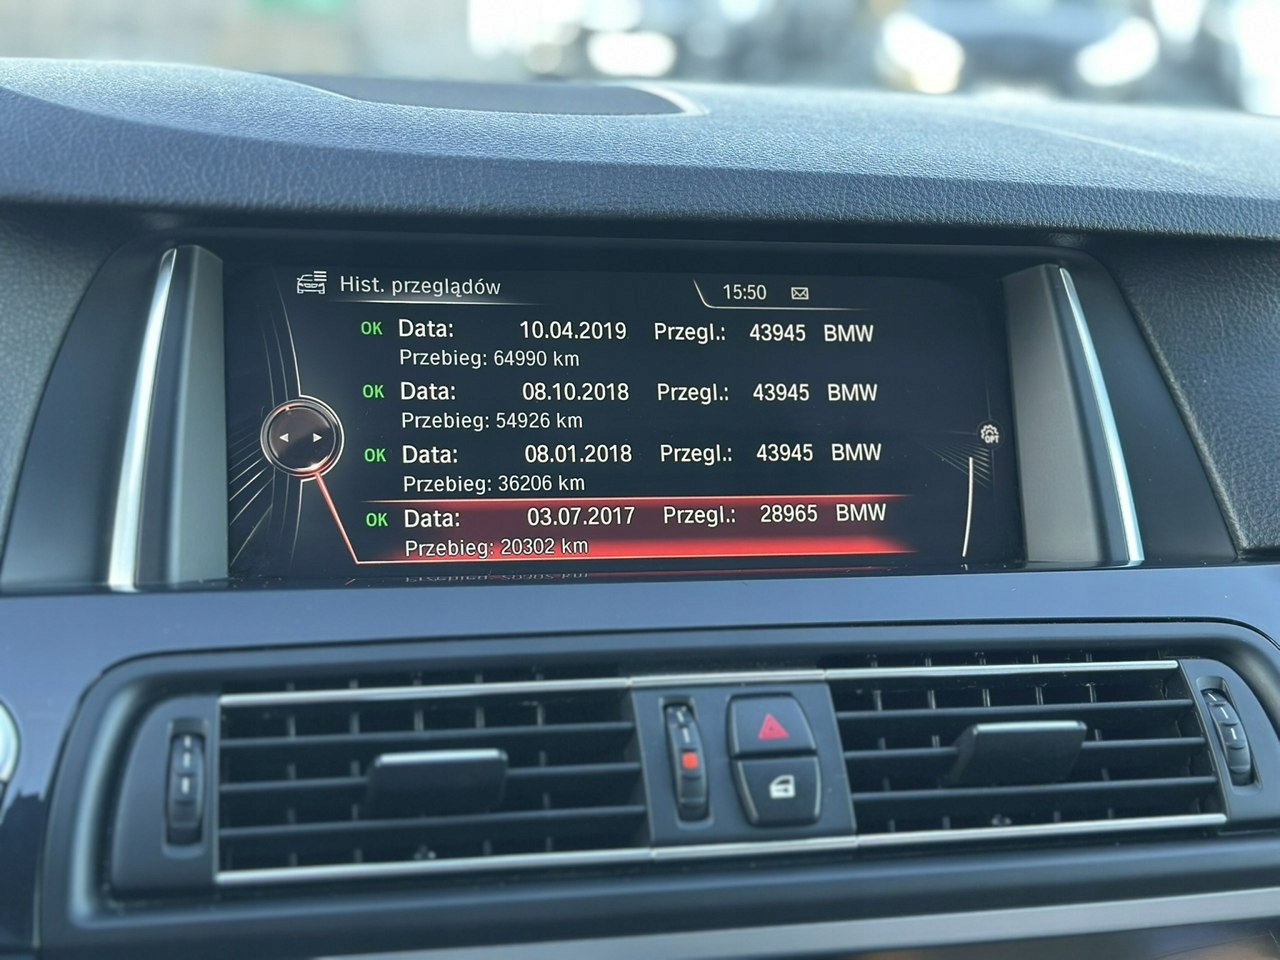 Hist. przeglądów
15:50
OK Data: 10.04.2019 Przegl.: 43945 BMW
Przebieg: 64990 km
OK Data: 08.10.2018 Przegl.: 43945 BMW
Przebieg: 54926 km
OK Data: 08.01.2018 Przegl.: 43945 BMW
Przebieg: 36206 km
OK Data: 03.07.2017 Przegl.: 28965 BMW
Przebieg: 20302 km
OPT